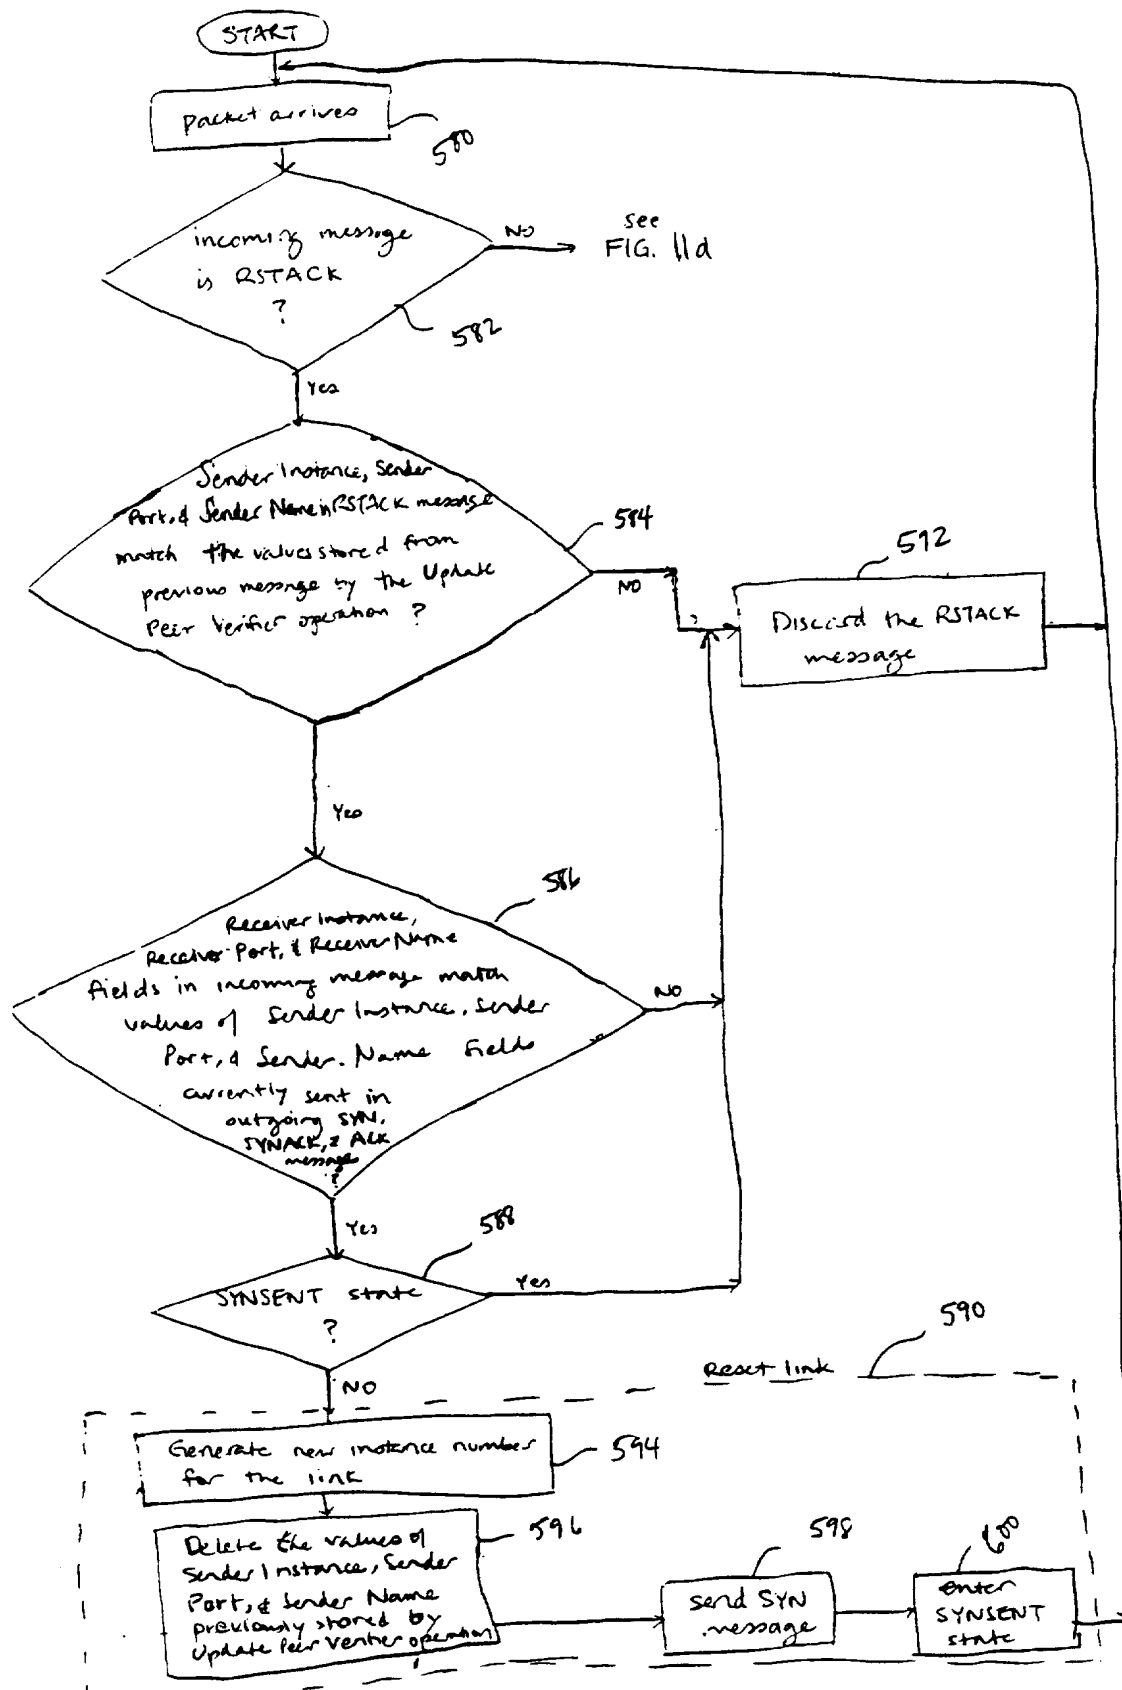 START
packet arrives
580
incoming message
is RSTACK
?
NO
see
FIG. 11d
582
Yes
Sender Instance, Sender
Port, & Sender Name in RSTACK message
match the values stored from
previous message by the Update
Peer Verifier operation ?
584
NO
592
Discard the RSTACK
message
Yes
586
Receiver Instance,
Receiver Port, & Receiver Name
fields in incoming message match
values of Sender Instance, Sender
Port, & Sender Name fields
currently sent in
outgoing SYN,
SYNACK, & ACK
message
?
NO
Yes
588
SYNSENT state
?
Yes
NO
590
Reset link
Generate new instance number
for the link
594
Delete the values of
Sender Instance, Sender
Port, & Sender Name
previously stored by
Update Peer Verifier operation
596
598
send SYN
message
600
enter
SYNSENT
state